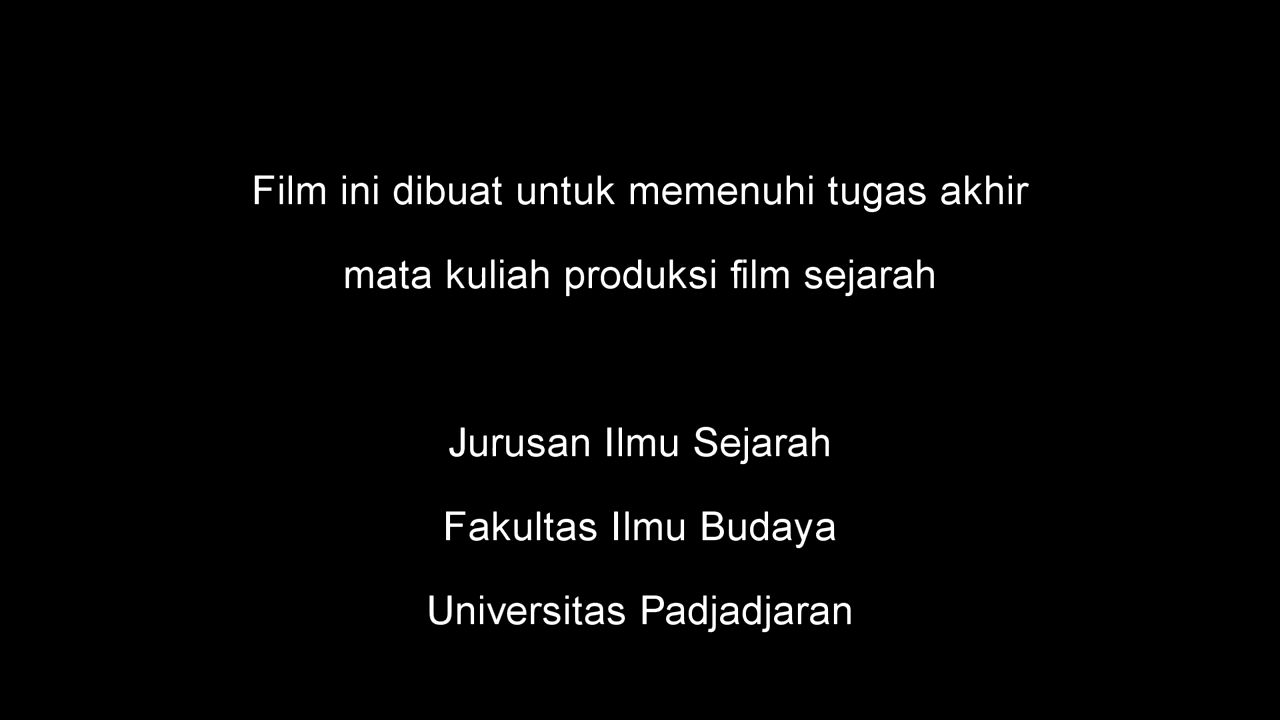 Film ini dibuat untuk memenuhi tugas akhir
mata kuliah produksi film sejarah
Jurusan Ilmu Sejarah
Fakultas Ilmu Budaya
Universitas Padjadjaran